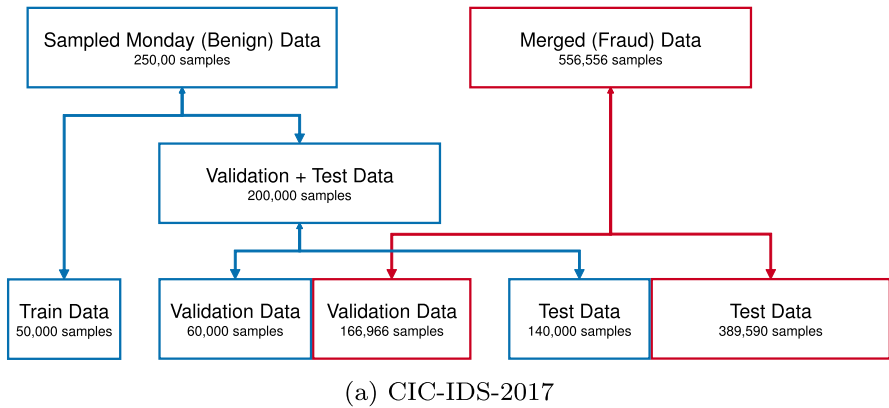 Sampled Monday (Benign) Data
250,00 samples
Merged (Fraud) Data
556,556 samples
Validation + Test Data
200,000 samples
Train Data
50,000 samples
Validation Data
60,000 samples
Validation Data
166,966 samples
Test Data
140,000 samples
Test Data
389,590 samples
(a) CIC-IDS-2017